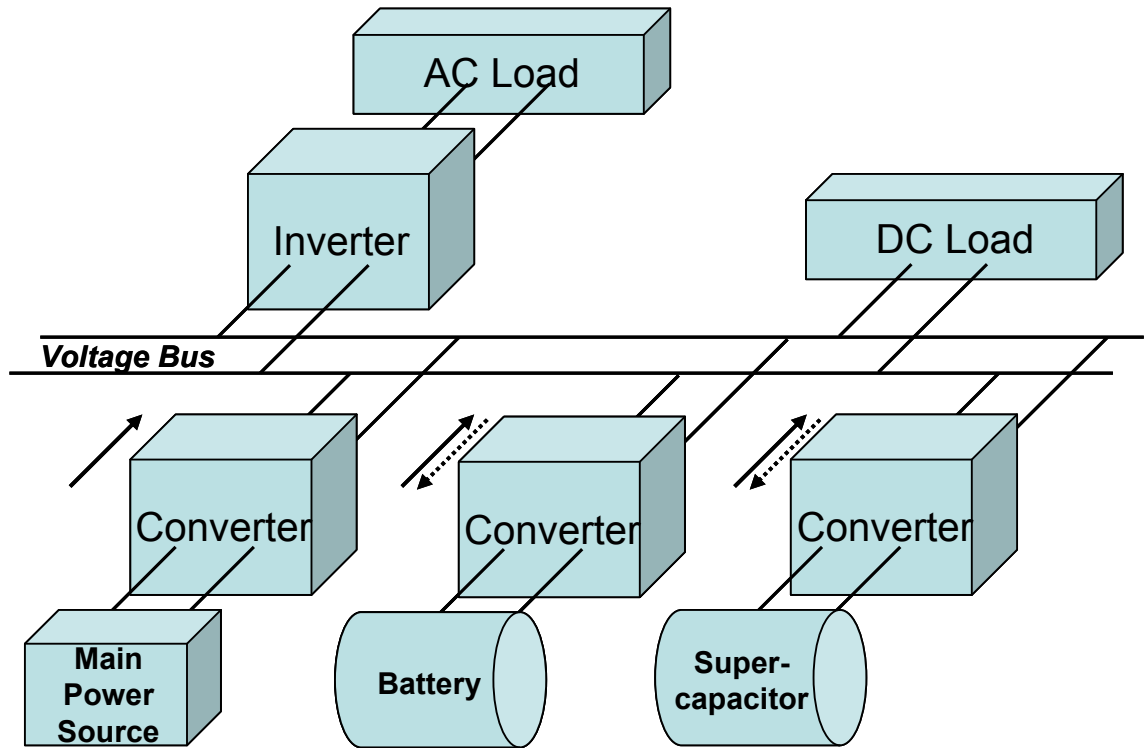 AC Load
Inverter
DC Load
Voltage Bus
Converter
Converter
Converter
Main
Power
Source
Battery
Super-
capacitor